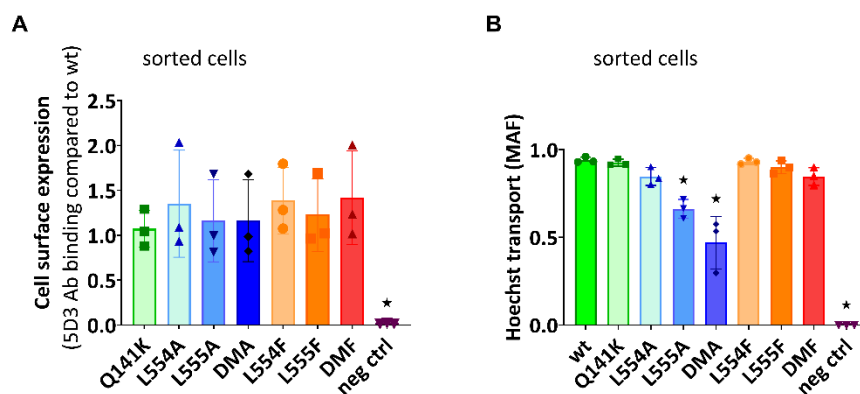 A
sorted cells
Cell surface expression
(5D3 Ab binding compared to wt)
2.5
2.0
1.5
1.0
0.5
0.0
Q141K
L554A
L555A
DMA
L554F
L555F
DMF
neg ctrl
B
sorted cells
Hoechst transport (MAF)
1.0
0.5
0.0
wt
Q141K
L554A
L555A
DMA
L554F
L555F
DMF
neg ctrl